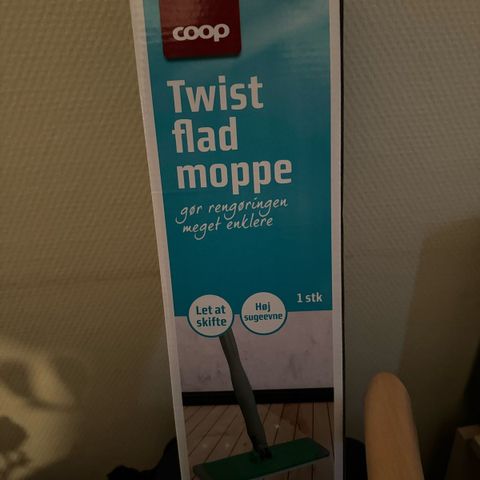 coop
Twist
flad
moppe
gør rengøringen
meget enklere
1 stk
Let at
skifte
Høj
sugeevne